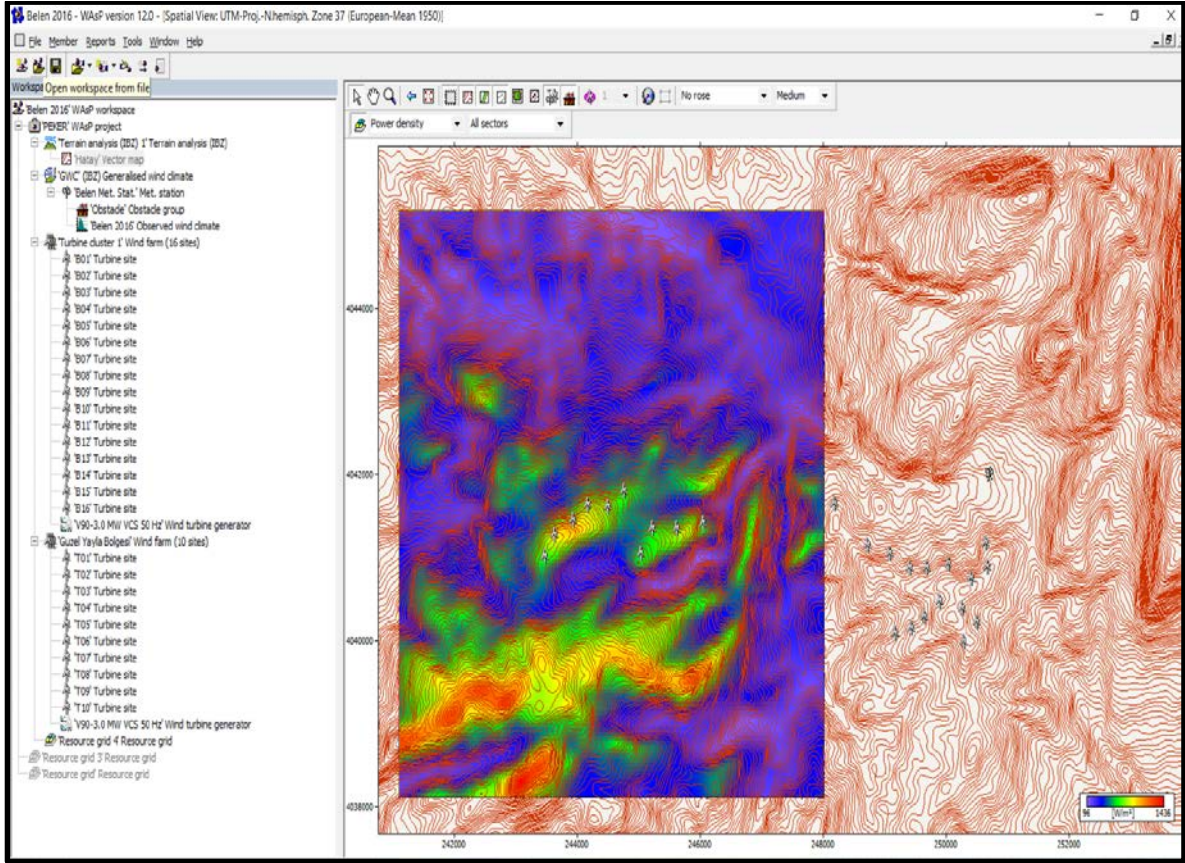 Belen 2016 - WAsP version 12.0 - [Spatial View: UTM-Proj.-N.hemisph. Zone 37 (European-Mean 1950)]
File Member Reports Tools Window Help
Open workspace from file
Workspa
'Belen 2016' WAsP workspace
'PEKER' WAsP project
'Terrain analysis (IBZ) 1' Terrain analysis (IBZ)
'Hatay' Vector map
'GWC' (IBZ) Generalised wind climate
'Belen Met. Stat.' Met. station
'Obstacle' Obstacle group
'Belen 2016' Observed wind climate
'Turbine cluster 1' Wind farm (16 sites)
'B01' Turbine site
'B02' Turbine site
'B03' Turbine site
'B04' Turbine site
'B05' Turbine site
'B06' Turbine site
'B07' Turbine site
'B08' Turbine site
'B09' Turbine site
'B10' Turbine site
'B11' Turbine site
'B12' Turbine site
'B13' Turbine site
'B14' Turbine site
'B15' Turbine site
'B16' Turbine site
'V90-3.0 MW VCS 50 Hz' Wind turbine generator
'Guzel Yayla Bolgesi' Wind farm (10 sites)
'T01' Turbine site
'T02' Turbine site
'T03' Turbine site
'T04' Turbine site
'T05' Turbine site
'T06' Turbine site
'T07' Turbine site
'T08' Turbine site
'T09' Turbine site
'T10' Turbine site
'V90-3.0 MW VCS 50 Hz' Wind turbine generator
'Resource grid 4' Resource grid
'Resource grid 3' Resource grid
'Resource grid' Resource grid
1 No rose Medium
Power density All sectors
4044000
4042000
4040000
4038000
96 [W/m²] 1436
242000 244000 246000 248000 250000 252000